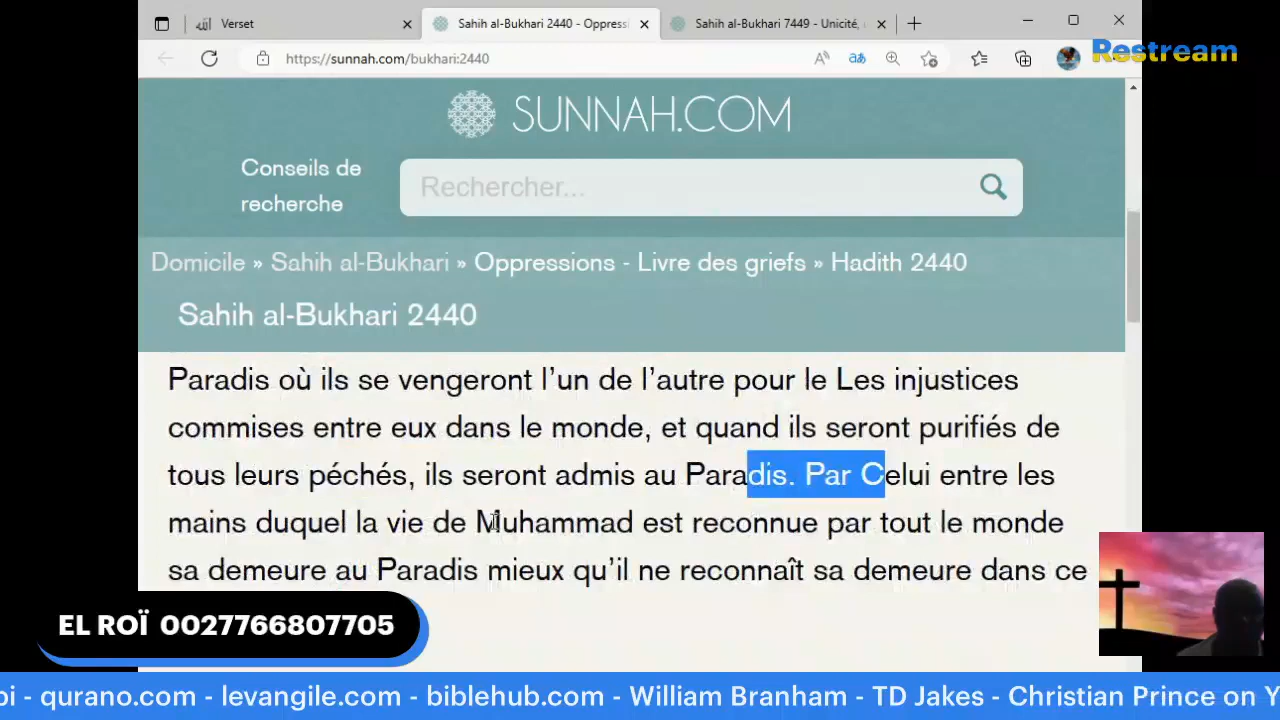 Verset
Sahih al-Bukhari 2440 - Oppress
Sahih al-Bukhari 7449 - Unicité,
https://sunnah.com/bukhari:2440
Restream
SUNNAH.COM
Conseils de
recherche
Rechercher...
Domicile » Sahih al-Bukhari » Oppressions - Livre des griefs » Hadith 2440
Sahih al-Bukhari 2440
Paradis où ils se vengeront l’un de l’autre pour le Les injustices
commises entre eux dans le monde, et quand ils seront purifiés de
tous leurs péchés, ils seront admis au Paradis. Par Celui entre les
mains duquel la vie de Muhammad est reconnue par tout le monde
sa demeure au Paradis mieux qu’il ne reconnaît sa demeure dans ce
EL ROÏ 0027766807705
- qurano.com - levangile.com - biblehub.com - William Branham - TD Jakes - Christian Prince on